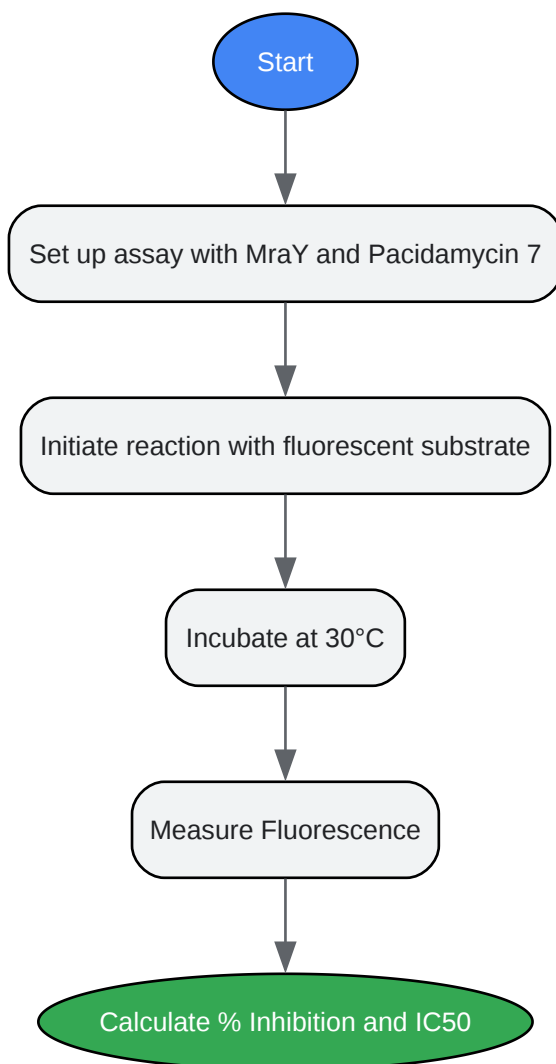 Start
Set up assay with MraY and Pacidamycin 7
Initiate reaction with fluorescent substrate
Incubate at 30°C
Measure Fluorescence
Calculate % Inhibition and IC50